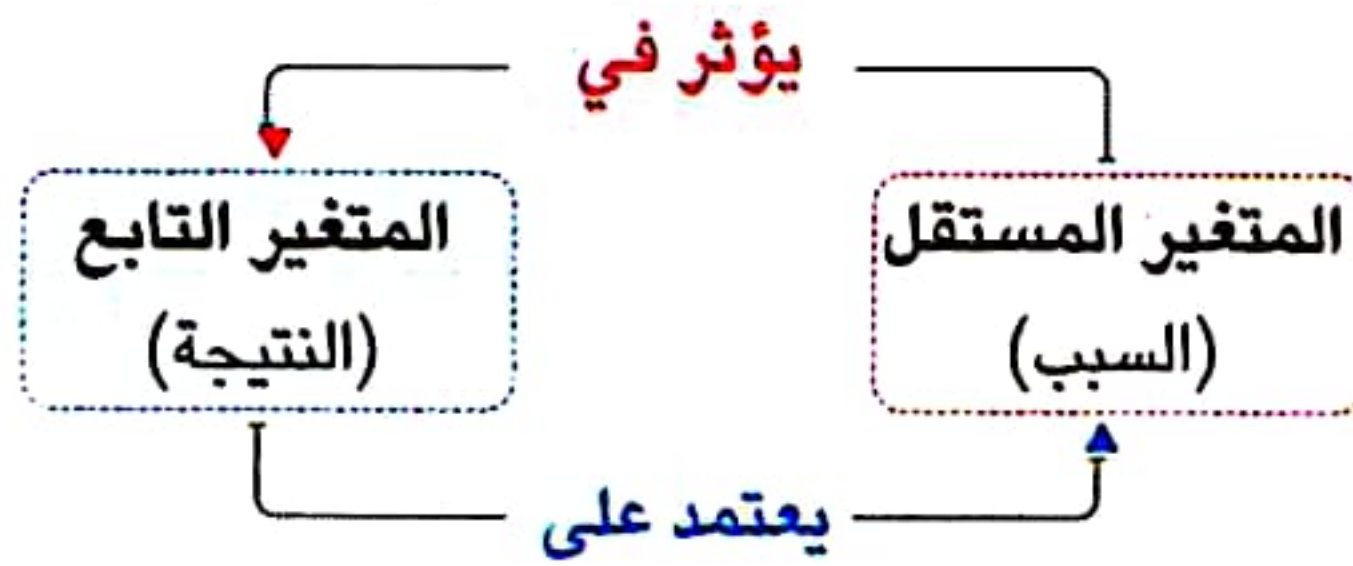 يؤثر في
المتغير المستقل
(السبب)
المتغير التابع
(النتيجة)
يعتمد على